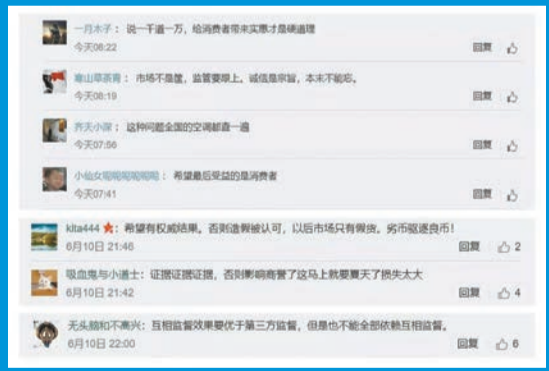 一月木子：说一千道一万，给消费者带来实惠才是硬道理
今天08:22
回复
寒山草茶青：市场不是筐，监管要跟上。诚信是宗旨，本末不能忘。
今天08:19
回复
齐天小深：这种问题全国的空调都查一遍
今天07:56
回复
小仙女呃呃呃呃呃呃：希望最后受益的是消费者
今天07:41
回复
kita444：希望有权威结果。否则造假被认可，以后市场只有假货。劣币驱逐良币！
6月10日 21:46
回复 2
吸血鬼与小道士：证据证据证据，否则影响商誉了这马上就要夏天了损失太大
6月10日 21:42
回复 4
无头脑和不高兴：互相监督效果要优于第三方监督，但是也不能全部依赖互相监督。
6月10日 22:00
回复 6